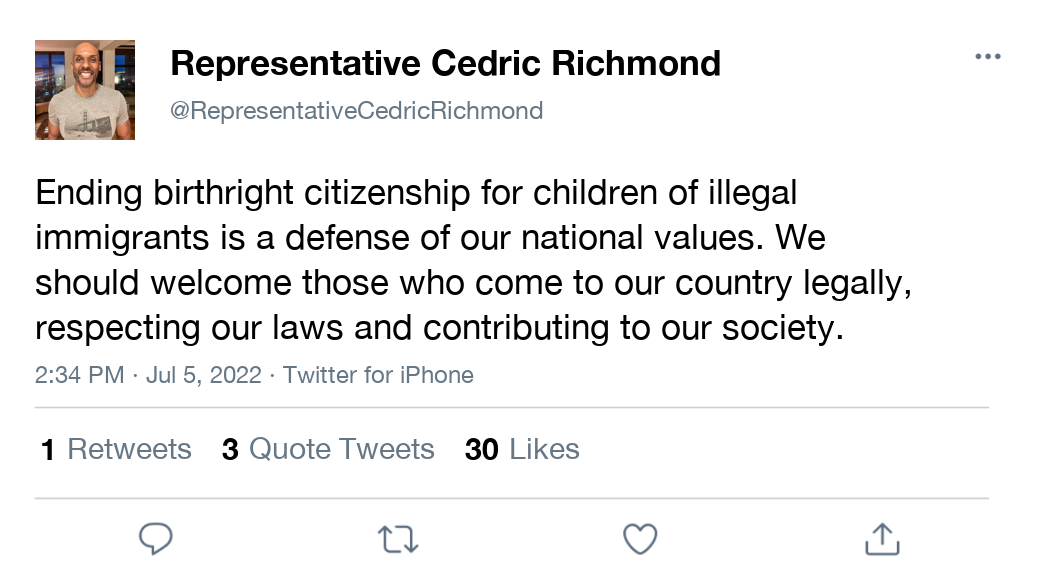 Representative Cedric Richmond
@RepresentativeCedricRichmond
Ending birthright citizenship for children of illegal
immigrants is a defense of our national values. We
should welcome those who come to our country legally,
respecting our laws and contributing to our society.
2:34 PM · Jul 5, 2022 · Twitter for iPhone
1 Retweets 3 Quote Tweets 30 Likes